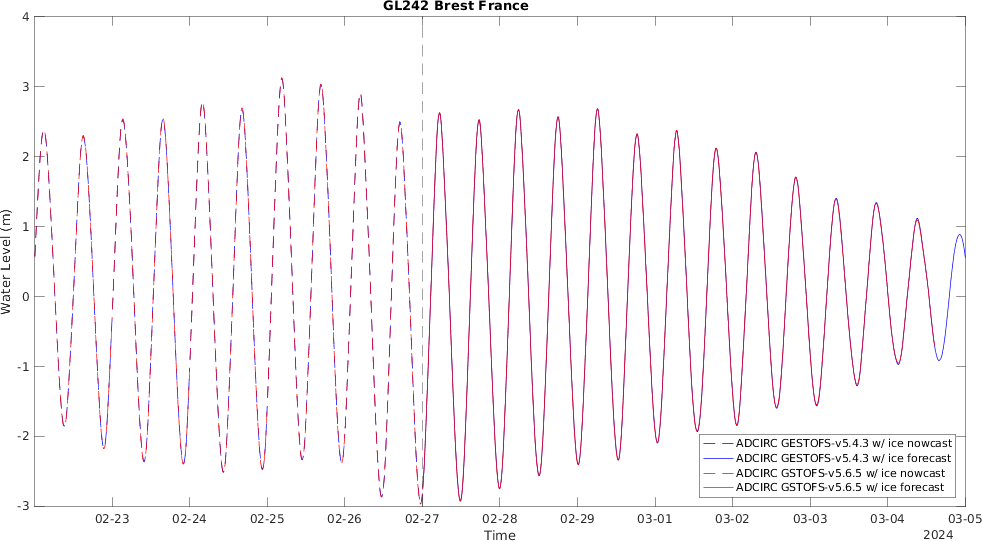 GL242 Brest France
4
3
2
1
0
-1
-2
-3
Water Level (m)
02-23 02-24 02-25 02-26 02-27 02-28 02-29 03-01 03-02 03-03 03-04 03-05
Time
2024
ADCIRC GESTOFS-v5.4.3 w/ ice nowcast
ADCIRC GESTOFS-v5.4.3 w/ ice forecast
ADCIRC GSTOFS-v5.6.5 w/ ice nowcast
ADCIRC GSTOFS-v5.6.5 w/ ice forecast